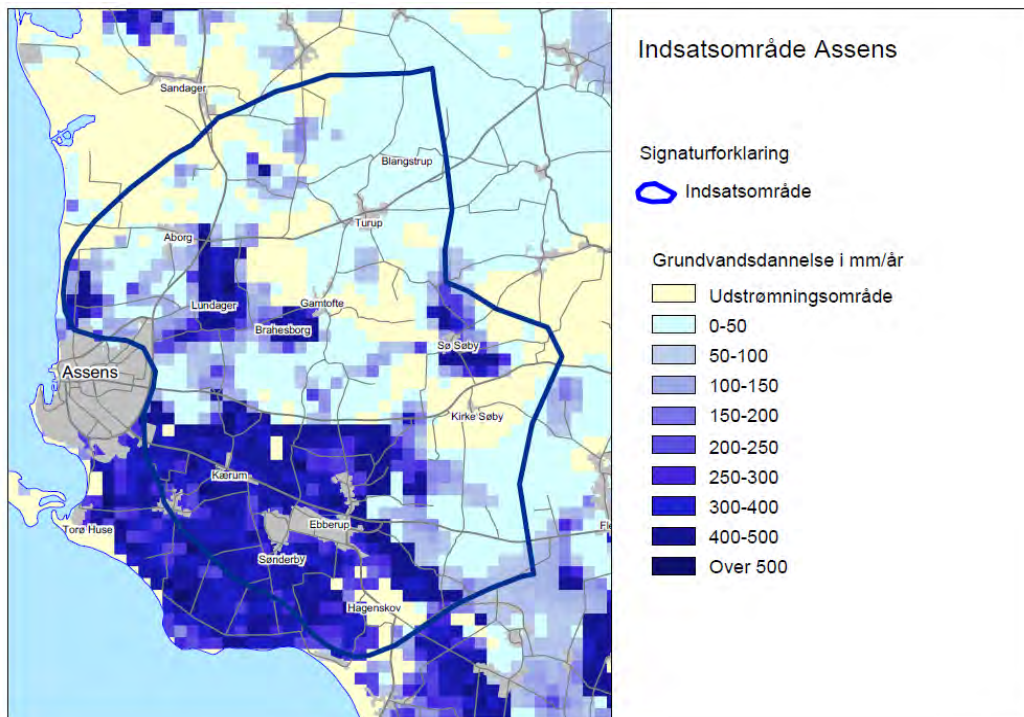 Indsatsområde Assens
Signaturforklaring
Indsatsområde
Grundvandsdannelse i mm/år
Udstrømningsområde
0-50
50-100
100-150
150-200
200-250
250-300
300-400
400-500
Over 500
Sandager
Blangstrup
Turup
Aborg
Lundager
Gamtofte
Brahesborg
Sø Søby
Assens
Kirke Søby
Kærum
Ebberup
Torø Huse
Sønderby
Hagenskov
Fle